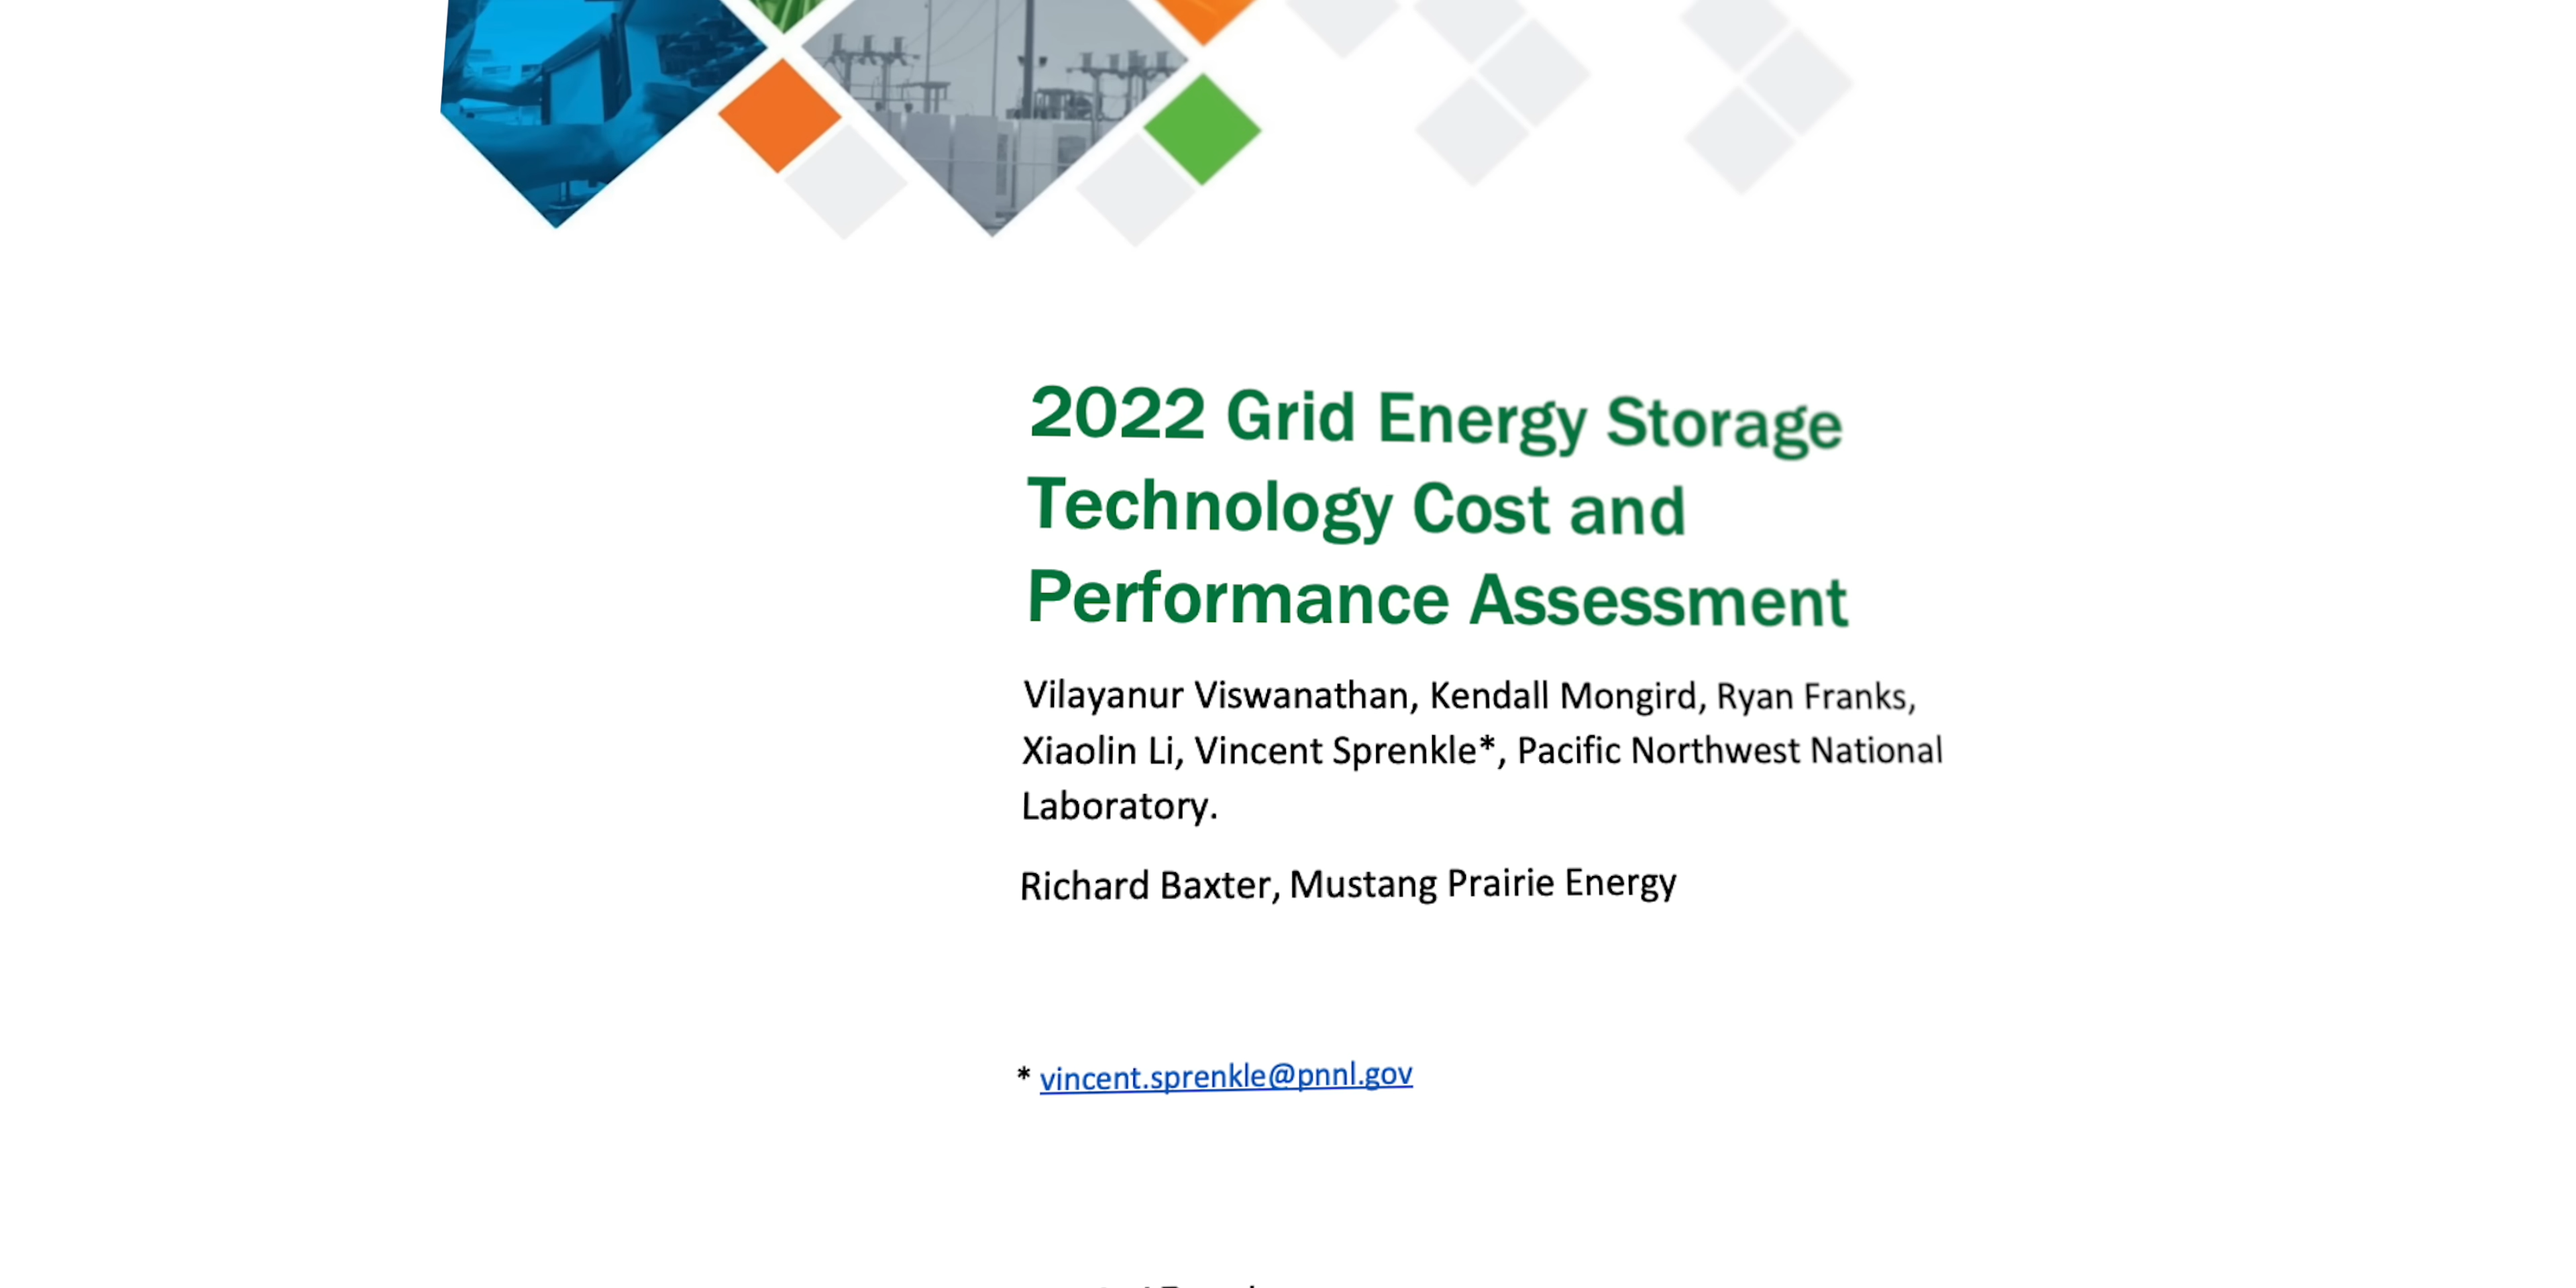 2022 Grid Energy Storage
Technology Cost and
Performance Assessment
Vilayanur Viswanathan, Kendall Mongird, Ryan Franks,
Xiaolin Li, Vincent Sprenkle*, Pacific Northwest National
Laboratory.
Richard Baxter, Mustang Prairie Energy
* vincent.sprenkle@pnnl.gov